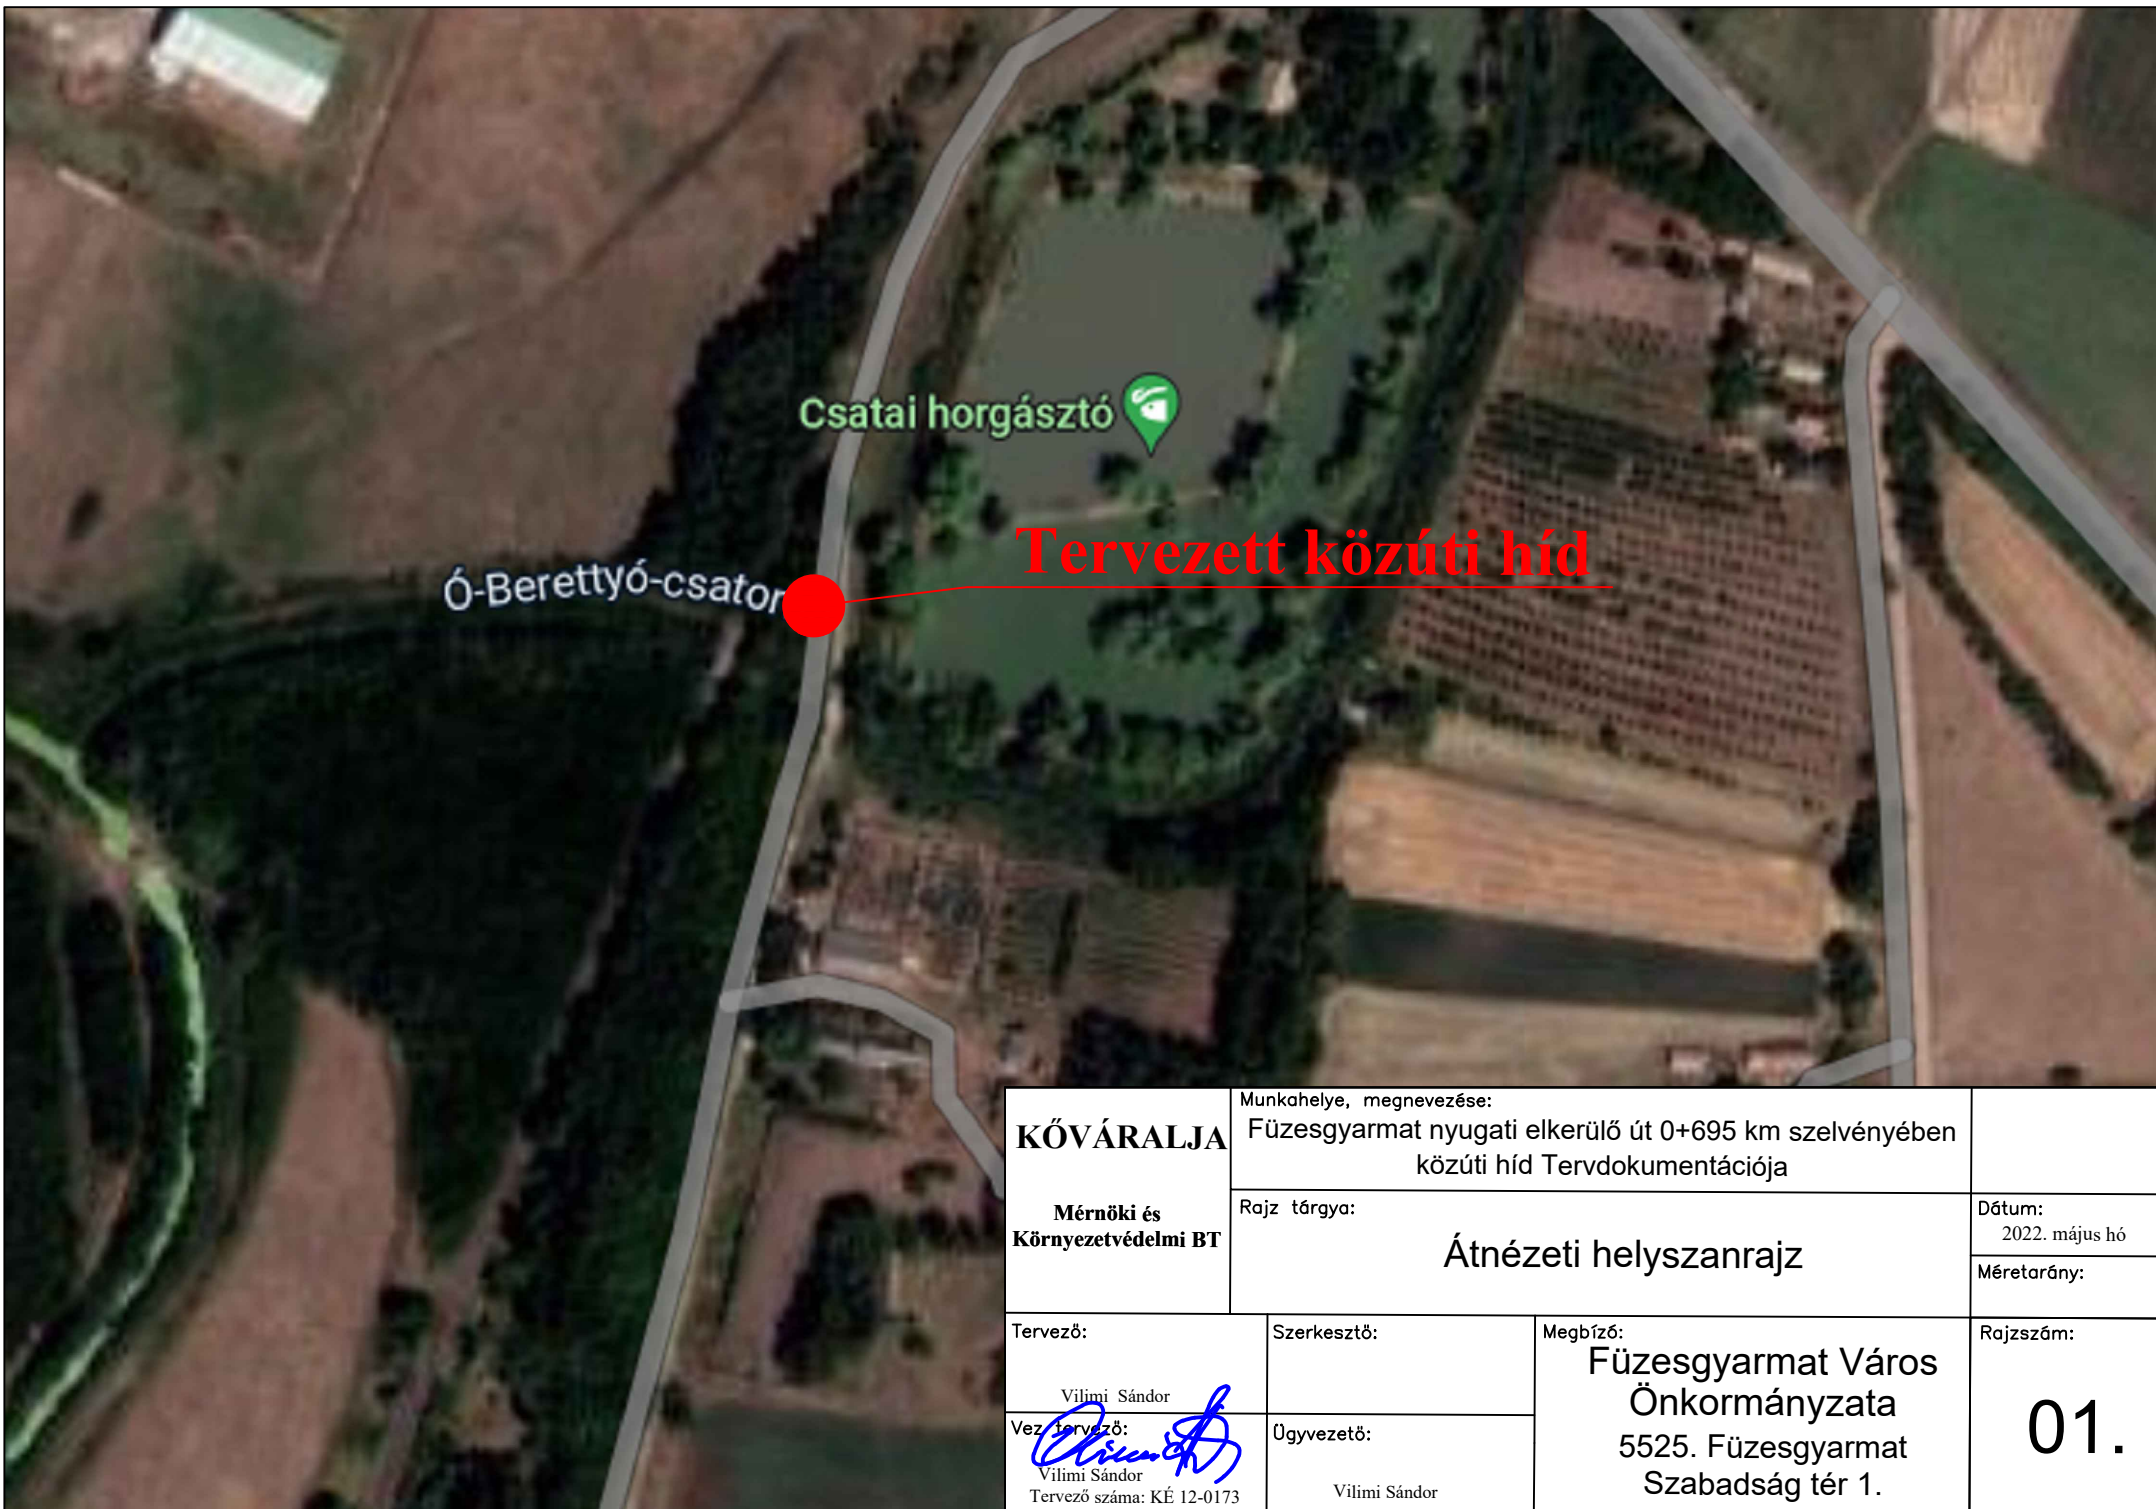 Csatai horgásztó
Tervezett közúti híd
Ó-Berettyó-csator
KŐVÁRALJA
Mérnöki és
Környezetvédelmi BT
Munkahelye, megnevezése:
Füzesgyarmat nyugati elkerülő út 0+695 km szelvényében
közúti híd Tervdokumentációja
Rajz tárgya:
Átnézeti helyszanrajz
Dátum:
2022. május hó
Méretarány:
Tervező:
Vilimi Sándor
Szerkesztő:
Megbízó:
Füzesgyarmat Város
Önkormányzata
5525. Füzesgyarmat
Szabadság tér 1.
Rajzszám:
01.
Vez. tervező:
Vilimi Sándor
Tervező száma: KÉ 12-0173
Ügyvezető:
Vilimi Sándor